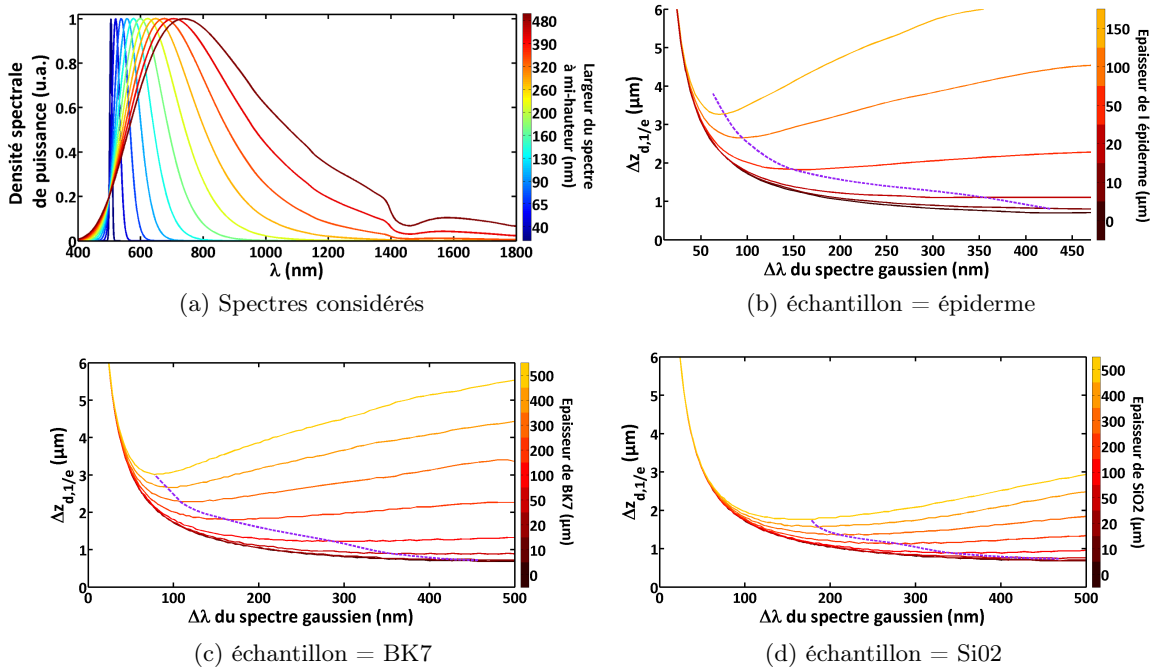 Densité spectrale
de puissance (u.a.)
1
0.8
0.6
0.4
0.2
0
400 600 800 1000 1200 1400 1600 1800
λ (nm)
480
390
320
260
200
160
130
90
65
40
Largeur du spectre
à mi-hauteur (nm)
(a) Spectres considérés
Δz d,1/e (μm)
6
5
4
3
2
1
0
50 100 150 200 250 300 350 400 450
Δλ du spectre gaussien (nm)
150
100
50
20
10
0
Epaisseur de l épiderme (μm)
(b) échantillon = épiderme
Δz d,1/e (μm)
6
5
4
3
2
1
0
0 100 200 300 400 500
Δλ du spectre gaussien (nm)
500
400
300
200
100
50
20
10
0
Epaisseur de BK7 (μm)
(c) échantillon = BK7
Δz d,1/e (μm)
6
5
4
3
2
1
0
0 100 200 300 400 500
Δλ du spectre gaussien (nm)
500
400
300
200
100
50
20
10
0
Epaisseur de SiO2 (μm)
(d) échantillon = Si02